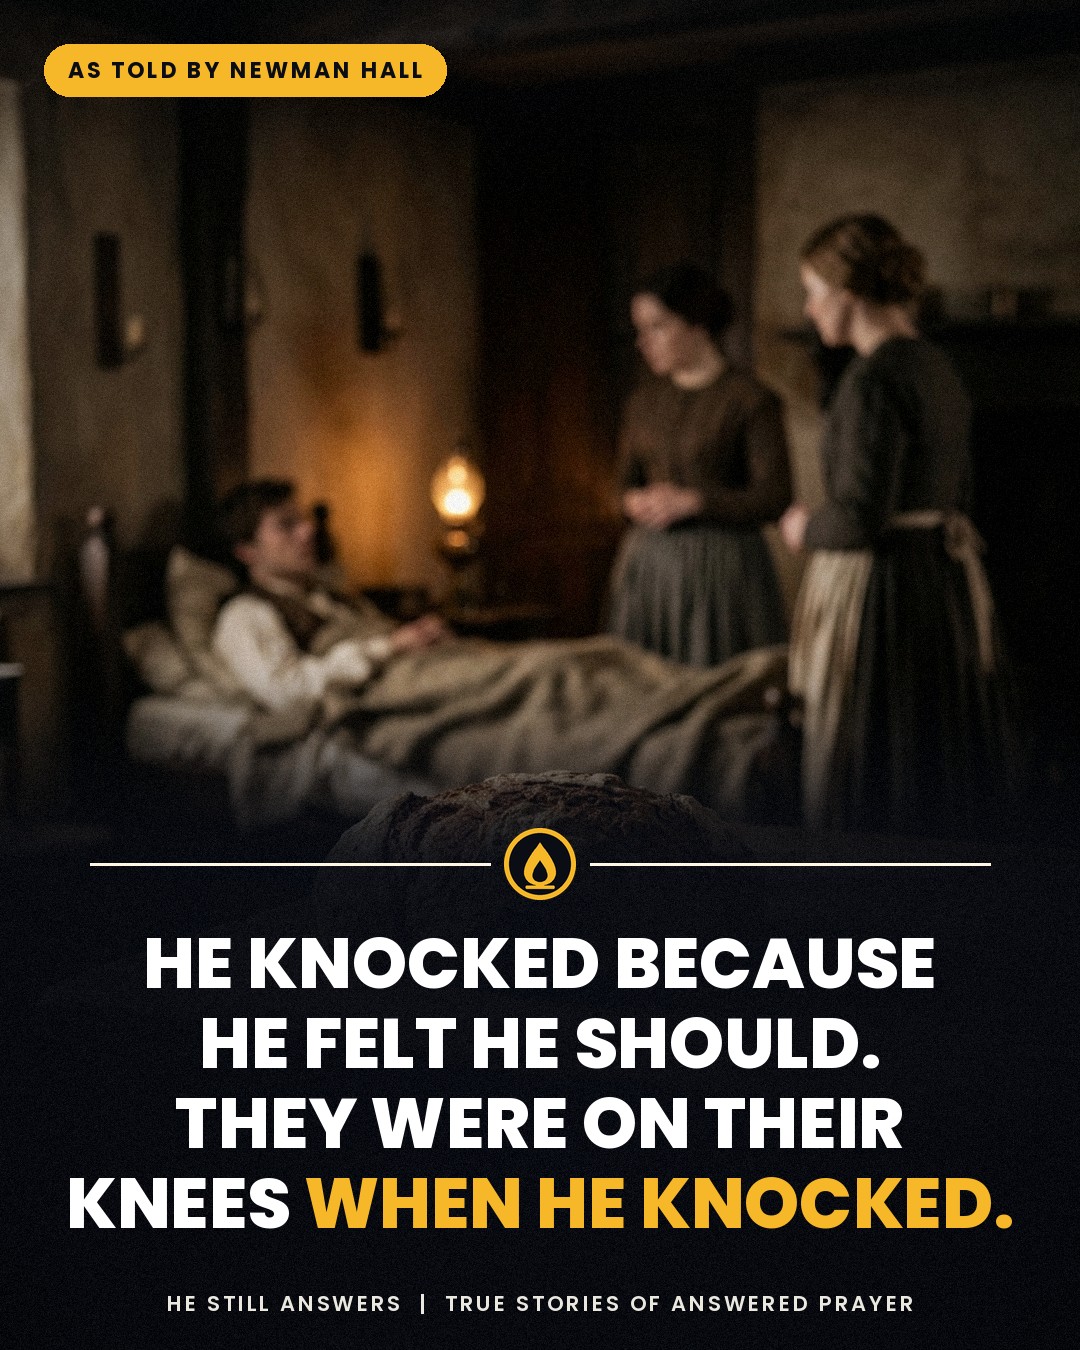 AS TOLD BY NEWMAN HALL
HE KNOCKED BECAUSE
HE FELT HE SHOULD.
THEY WERE ON THEIR
KNEES WHEN HE KNOCKED.
HE STILL ANSWERS | TRUE STORIES OF ANSWERED PRAYER